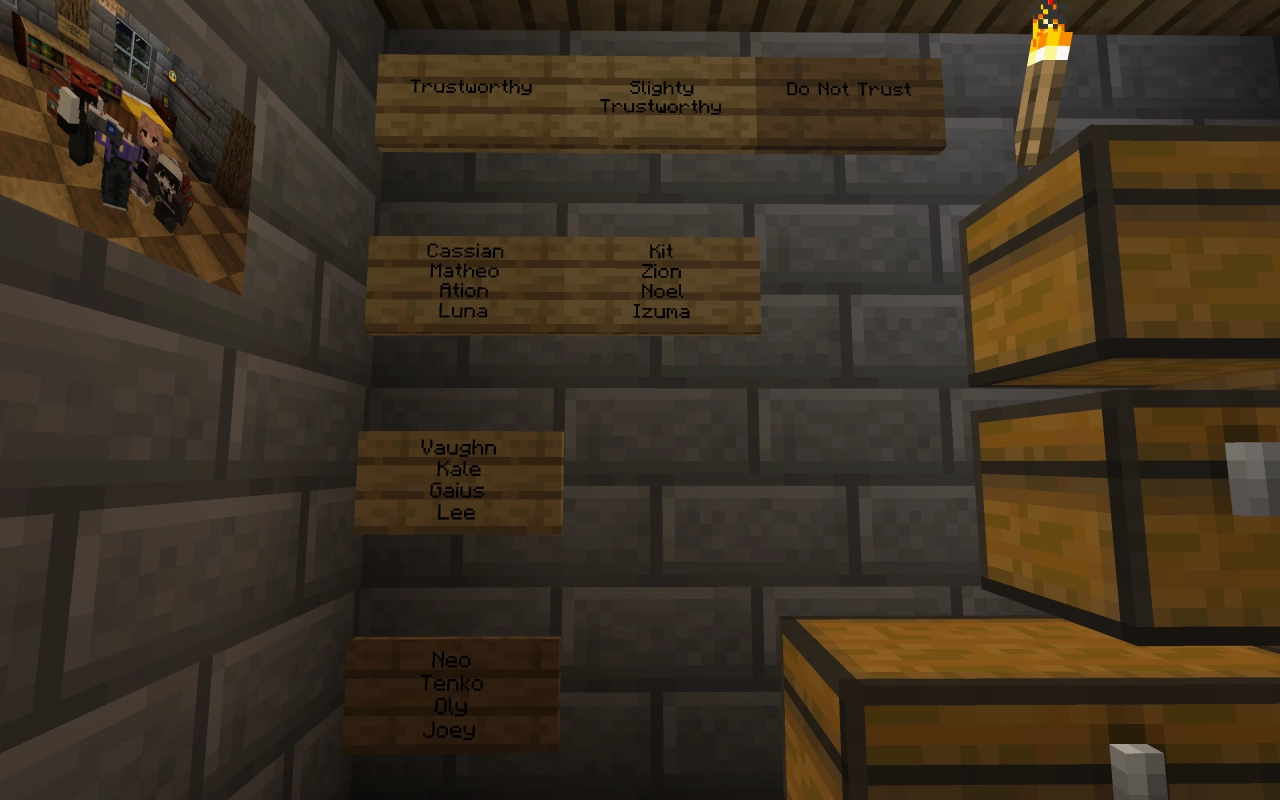 Trustworthy
Slighty
Trustworthy
Do Not Trust
Cassian
Matheo
Ation
Luna
Kit
Zion
Noel
Izuma
Vaughn
Kale
Gaius
Lee
Neo
Tenko
Oly
Joey